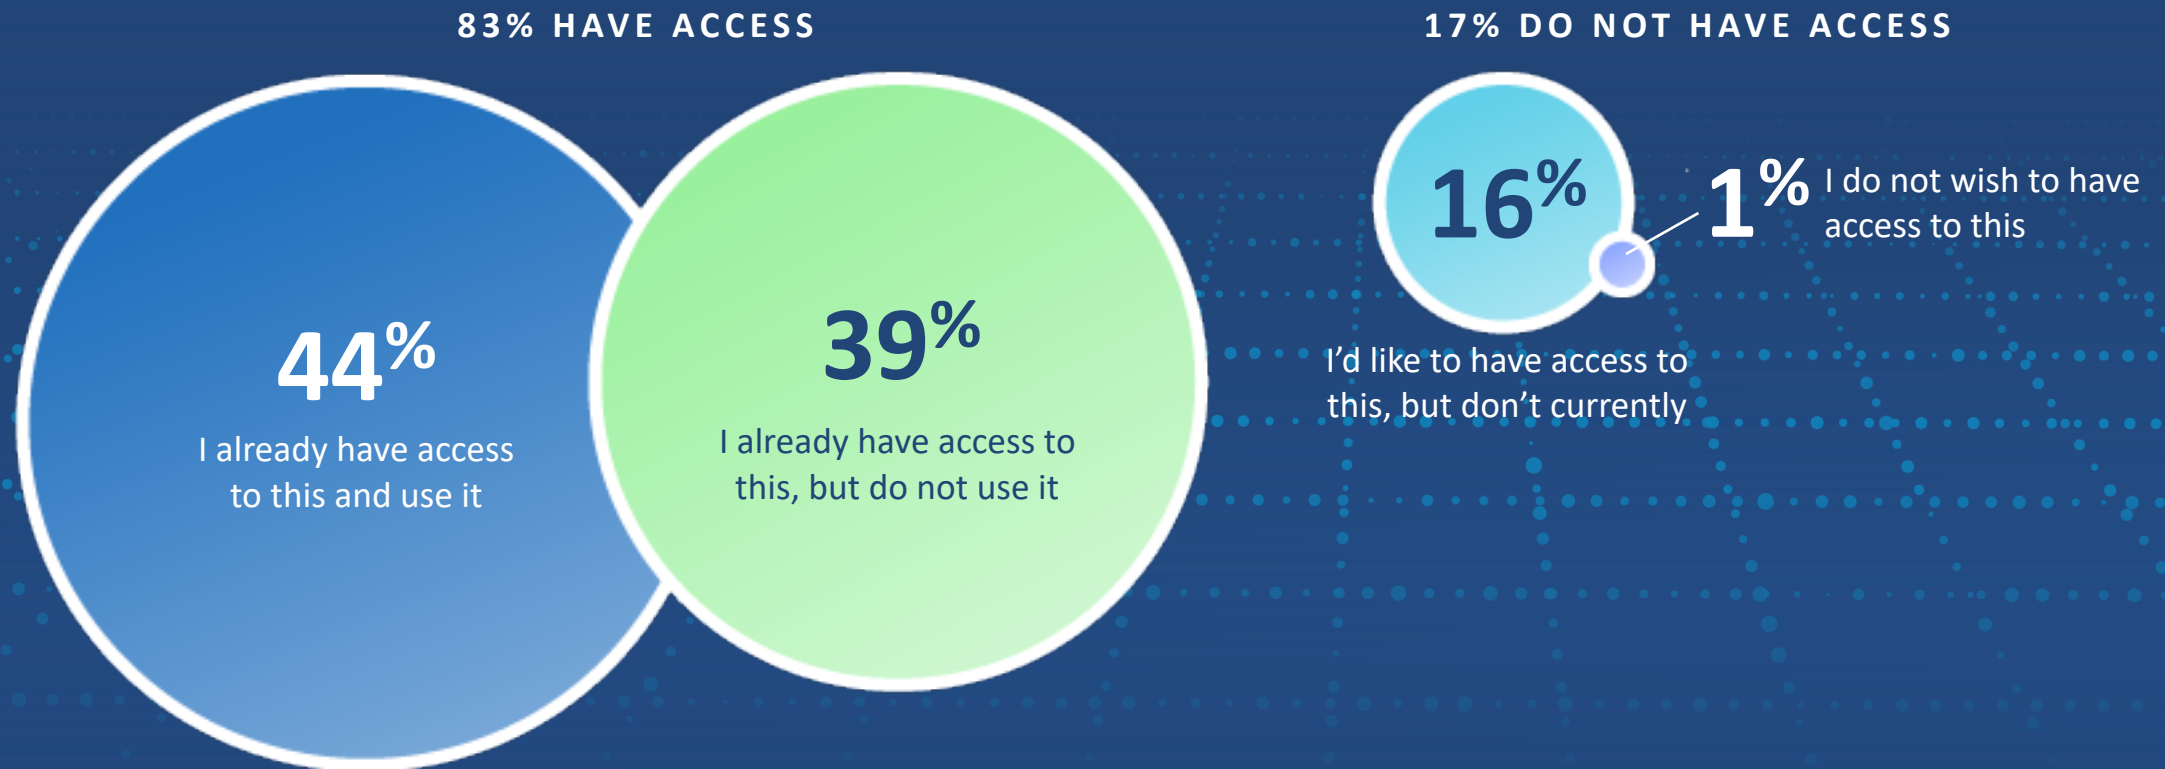 83% HAVE ACCESS
44%
I already have access
to this and use it
39%
I already have access to
this, but do not use it
17% DO NOT HAVE ACCESS
16%
I’d like to have access to
this, but don’t currently
1%
I do not wish to have
access to this